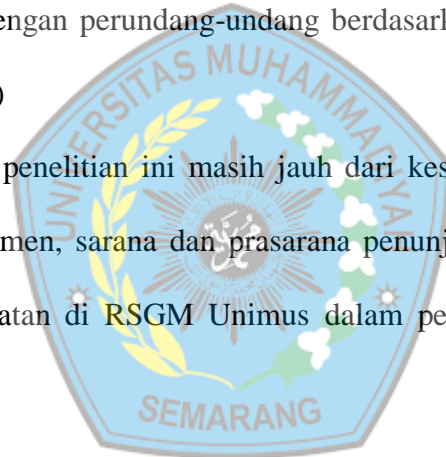 engan perundang-undang berdasark
)
penelitian ini masih jauh dari kes
men, sarana dan prasarana penunj
atan di RSGM Unimus dalam pe
UNIVERSITAS MUHAMMADIYAH
SEMARANG